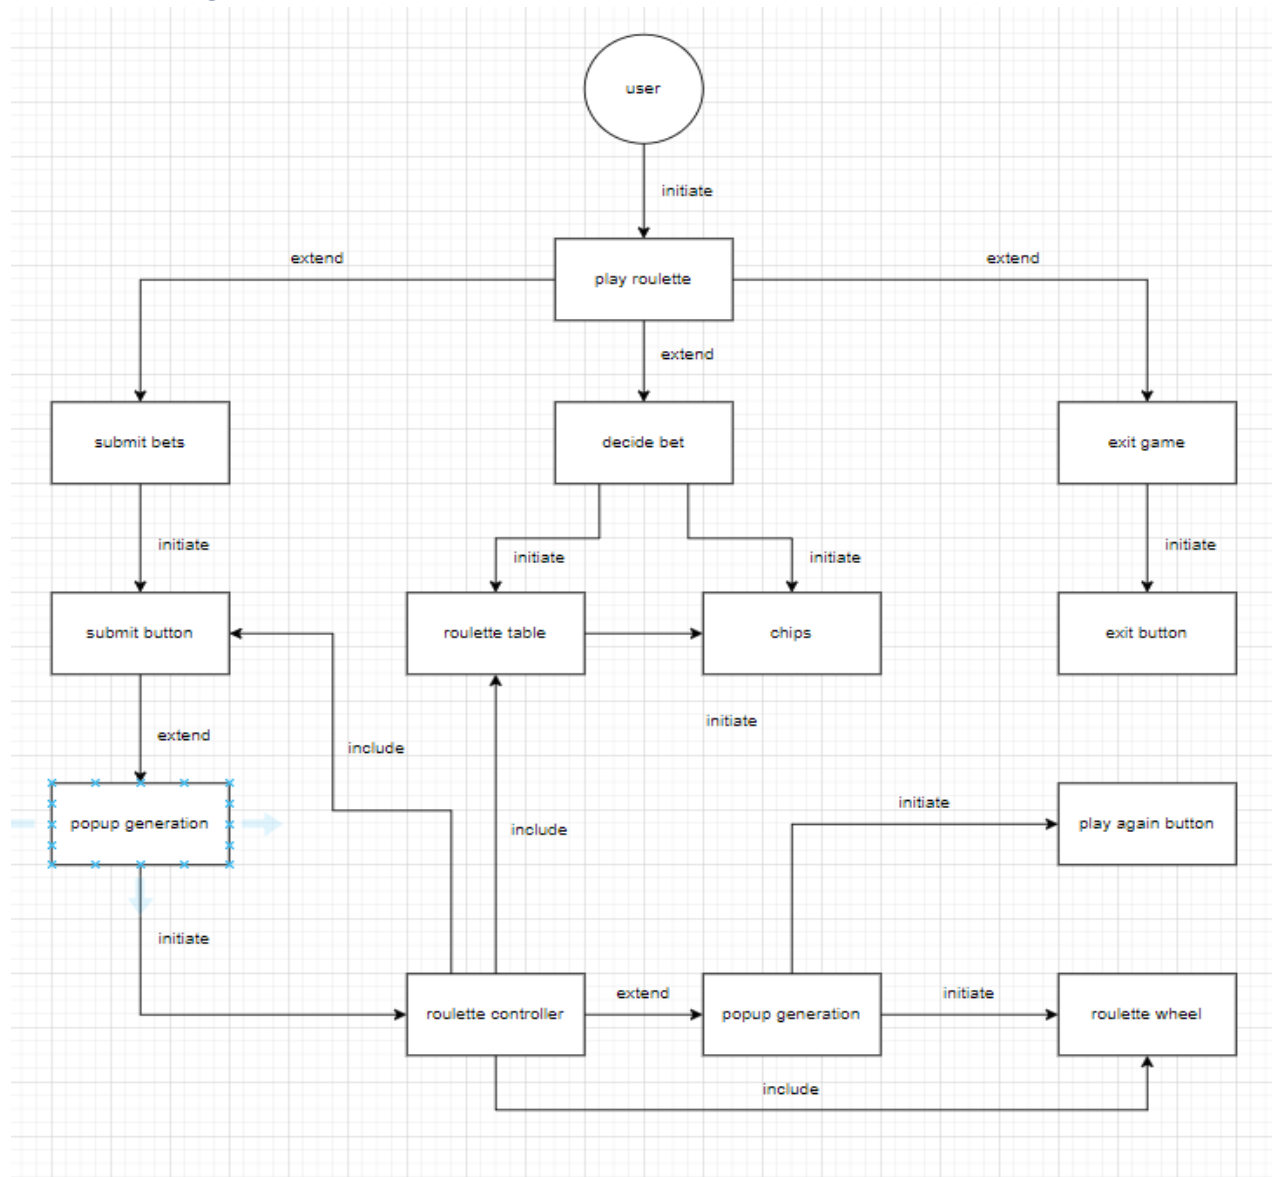 user
initiate
play roulette
extend
extend
extend
submit bets
decide bet
exit game
initiate
initiate
initiate
initiate
submit button
roulette table
chips
exit button
initiate
extend
include
popup generation
include
initiate
play again button
initiate
roulette controller
extend
popup generation
initiate
roulette wheel
include